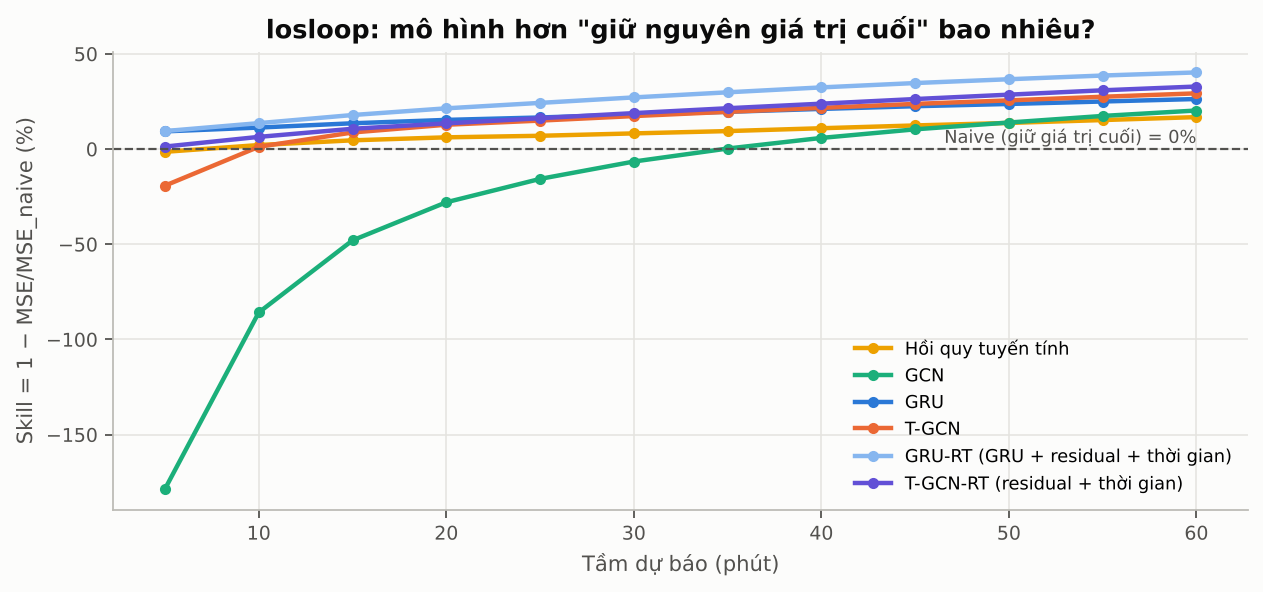 losloop: mô hình hơn "giữ nguyên giá trị cuối" bao nhiêu?
Skill = 1 − MSE/MSE_naive (%)
50
0
−50
−100
−150
Naive (giữ giá trị cuối) = 0%
Hồi quy tuyến tính
GCN
GRU
T-GCN
GRU-RT (GRU + residual + thời gian)
T-GCN-RT (residual + thời gian)
10
20
30
40
50
60
Tầm dự báo (phút)